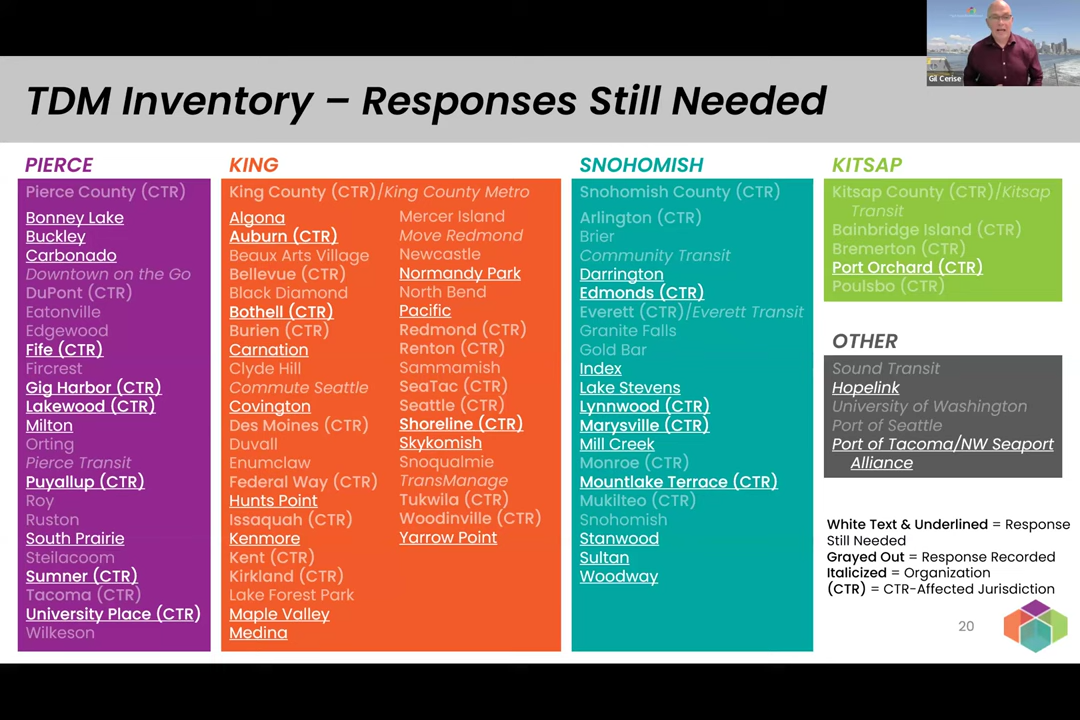 Gil Cerise
TDM Inventory – Responses Still Needed
PIERCE
Pierce County (CTR)
Bonney Lake
Buckley
Carbonado
Downtown on the Go
DuPont (CTR)
Eatonville
Edgewood
Fife (CTR)
Fircrest
Gig Harbor (CTR)
Lakewood (CTR)
Milton
Orting
Pierce Transit
Puyallup (CTR)
Roy
Ruston
South Prairie
Steilacoom
Sumner (CTR)
Tacoma (CTR)
University Place (CTR)
Wilkeson
KING
King County (CTR)/King County Metro
Algona
Auburn (CTR)
Beaux Arts Village
Bellevue (CTR)
Black Diamond
Bothell (CTR)
Burien (CTR)
Carnation
Clyde Hill
Commute Seattle
Covington
Des Moines (CTR)
Duvall
Enumclaw
Federal Way (CTR)
Hunts Point
Issaquah (CTR)
Kenmore
Kent (CTR)
Kirkland (CTR)
Lake Forest Park
Maple Valley
Medina
Mercer Island
Move Redmond
Newcastle
Normandy Park
North Bend
Pacific
Redmond (CTR)
Renton (CTR)
Sammamish
SeaTac (CTR)
Seattle (CTR)
Shoreline (CTR)
Skykomish
Snoqualmie
TransManage
Tukwila (CTR)
Woodinville (CTR)
Yarrow Point
SNOHOMISH
Snohomish County (CTR)
Arlington (CTR)
Brier
Community Transit
Darrington
Edmonds (CTR)
Everett (CTR)/Everett Transit
Granite Falls
Gold Bar
Index
Lake Stevens
Lynnwood (CTR)
Marysville (CTR)
Mill Creek
Monroe (CTR)
Mountlake Terrace (CTR)
Mukilteo (CTR)
Snohomish
Stanwood
Sultan
Woodway
KITSAP
Kitsap County (CTR)/Kitsap
Transit
Bainbridge Island (CTR)
Bremerton (CTR)
Port Orchard (CTR)
Poulsbo (CTR)
OTHER
Sound Transit
Hopelink
University of Washington
Port of Seattle
Port of Tacoma/NW Seaport
Alliance
White Text & Underlined = Response
Still Needed
Grayed Out = Response Recorded
Italicized = Organization
(CTR) = CTR-Affected Jurisdiction
20